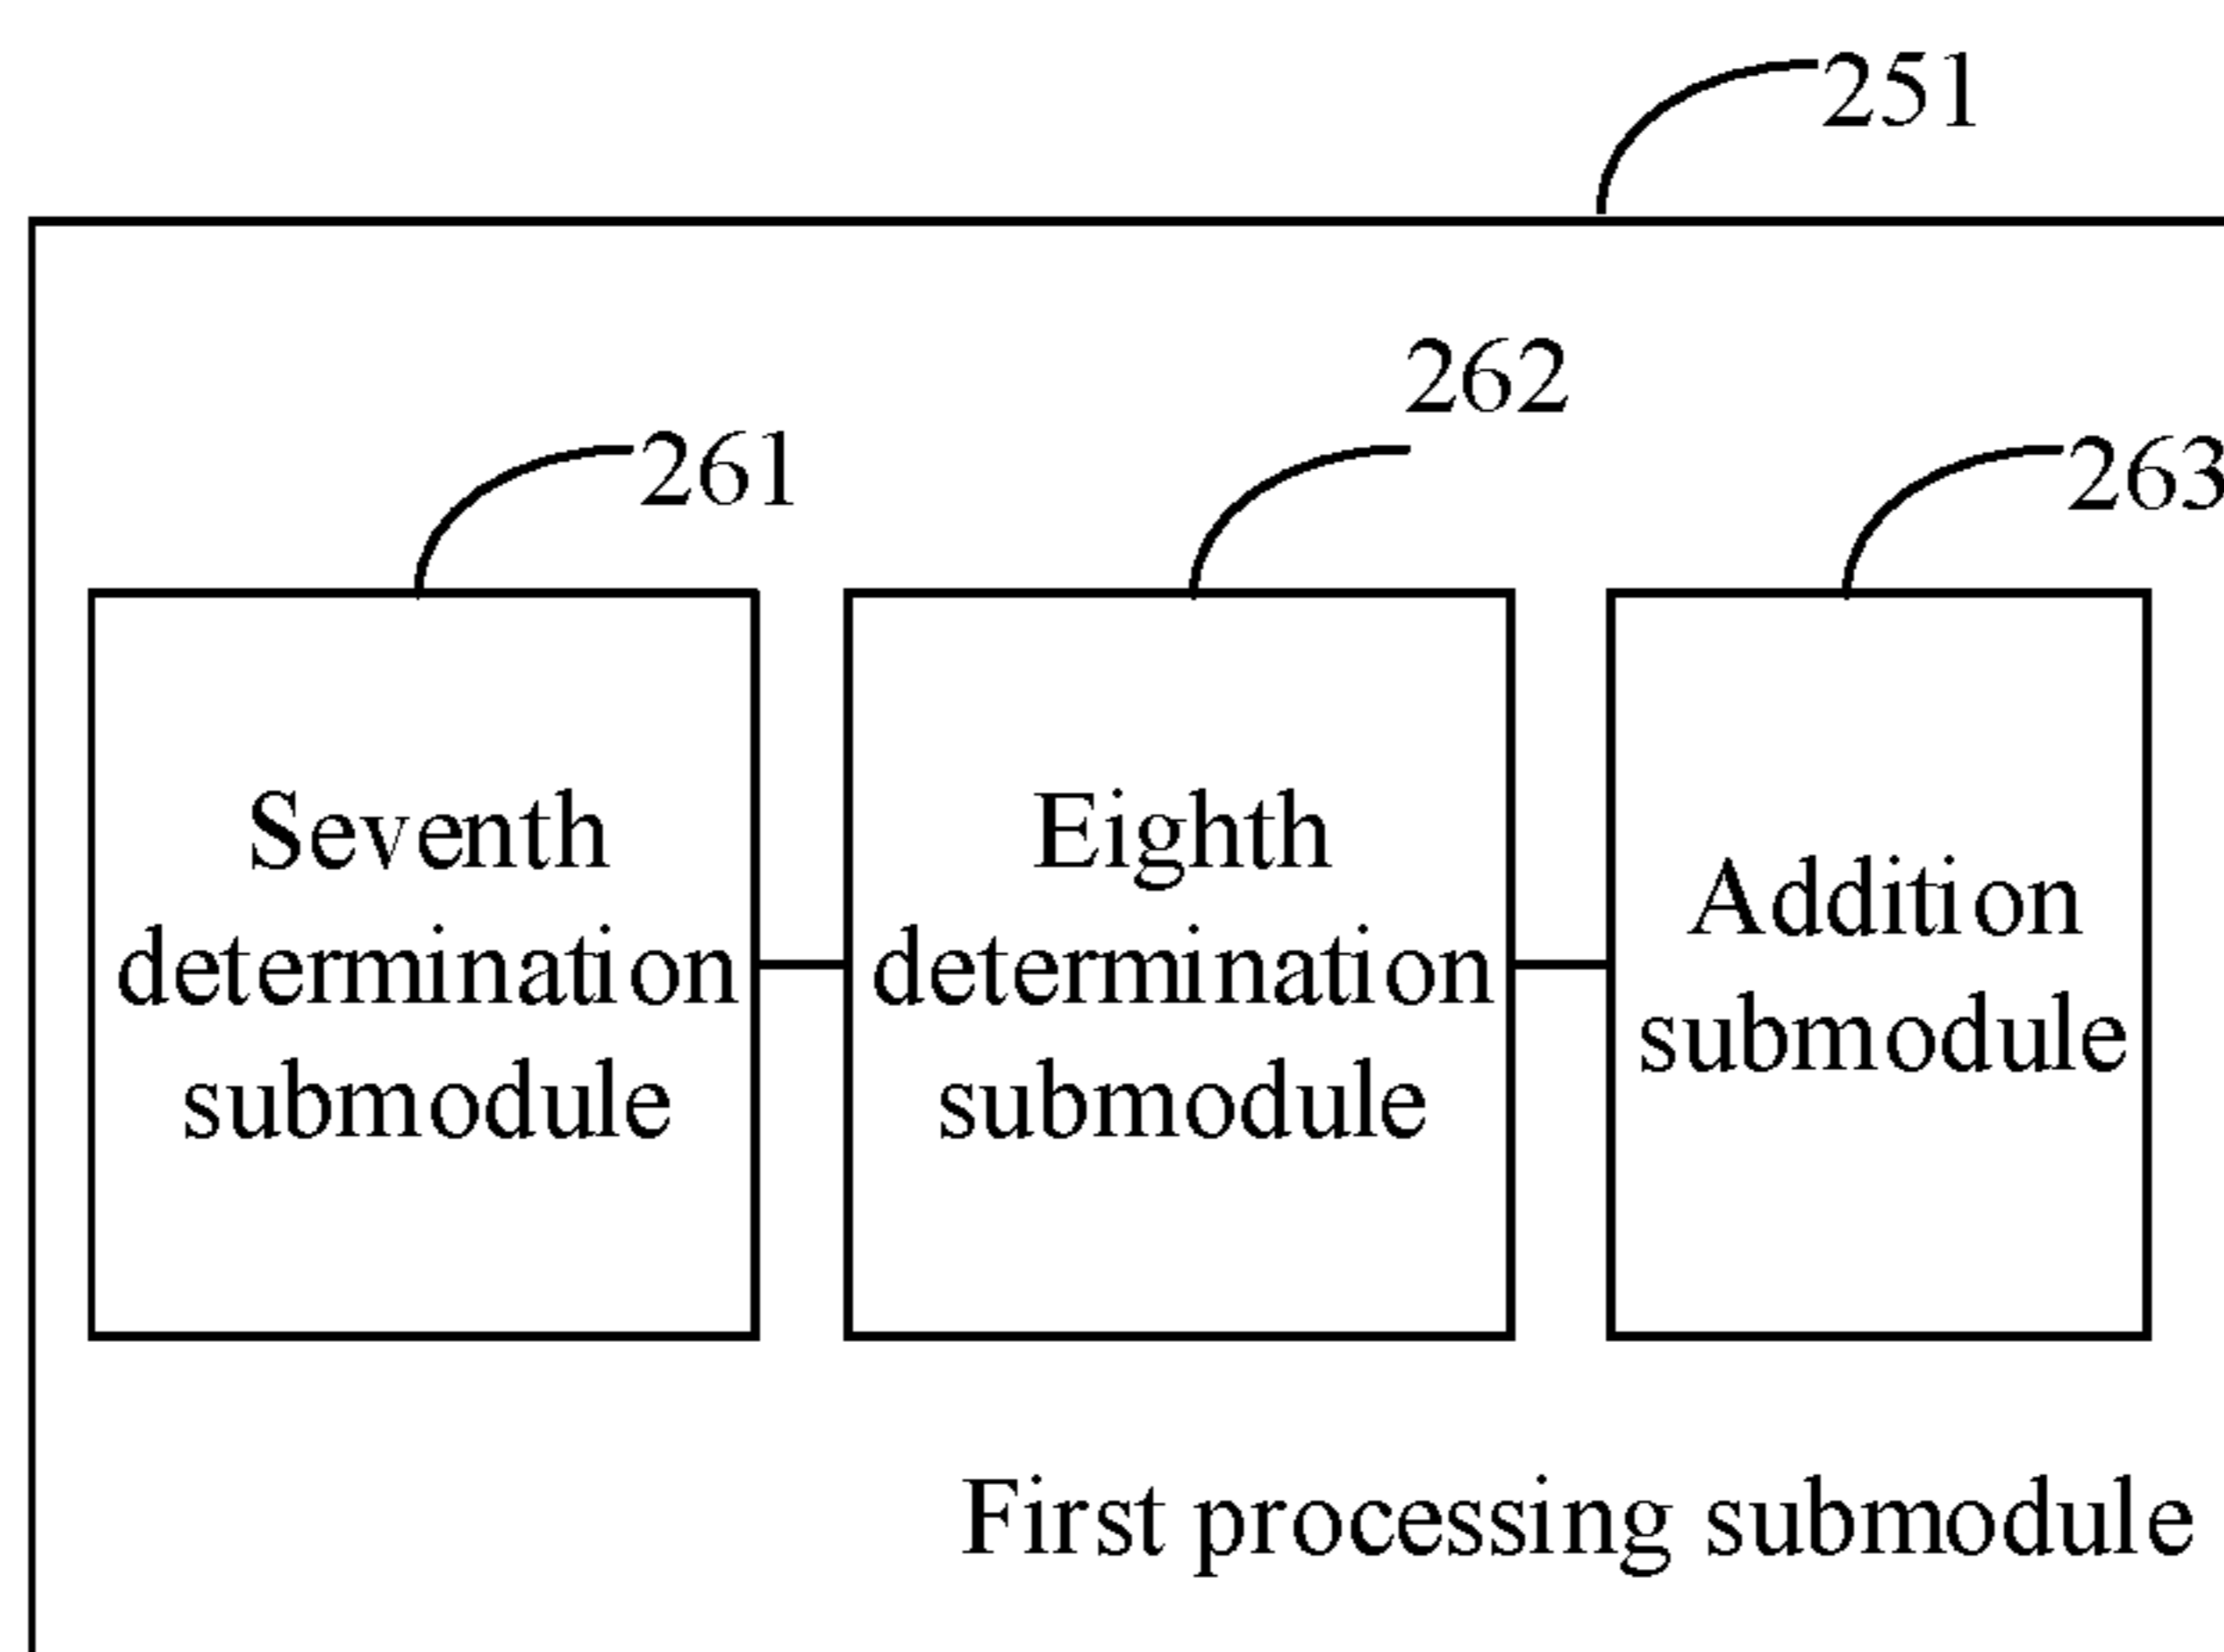 251
262
261
263
Seventh
determination
submodule
Eighth
determination
submodule
Addition
submodule
First processing submodule